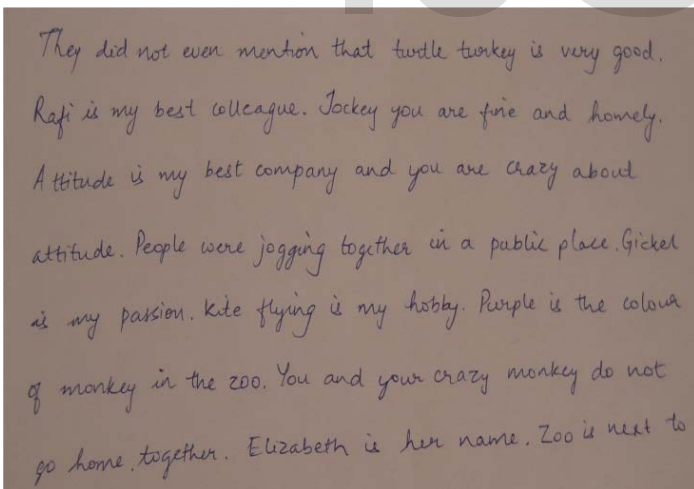 They did not even mention that turtle turkey is very good.
Rafi is my best colleague. Jockey you are fine and homely.
Attitude is my best company and you are crazy about
attitude. People were jogging together in a public place. Gickel
is my passion. kite flying is my hobby. Purple is the colour
of monkey in the zoo. You and your crazy monkey do not
go home. together. Elizabeth is her name. Zoo is next to